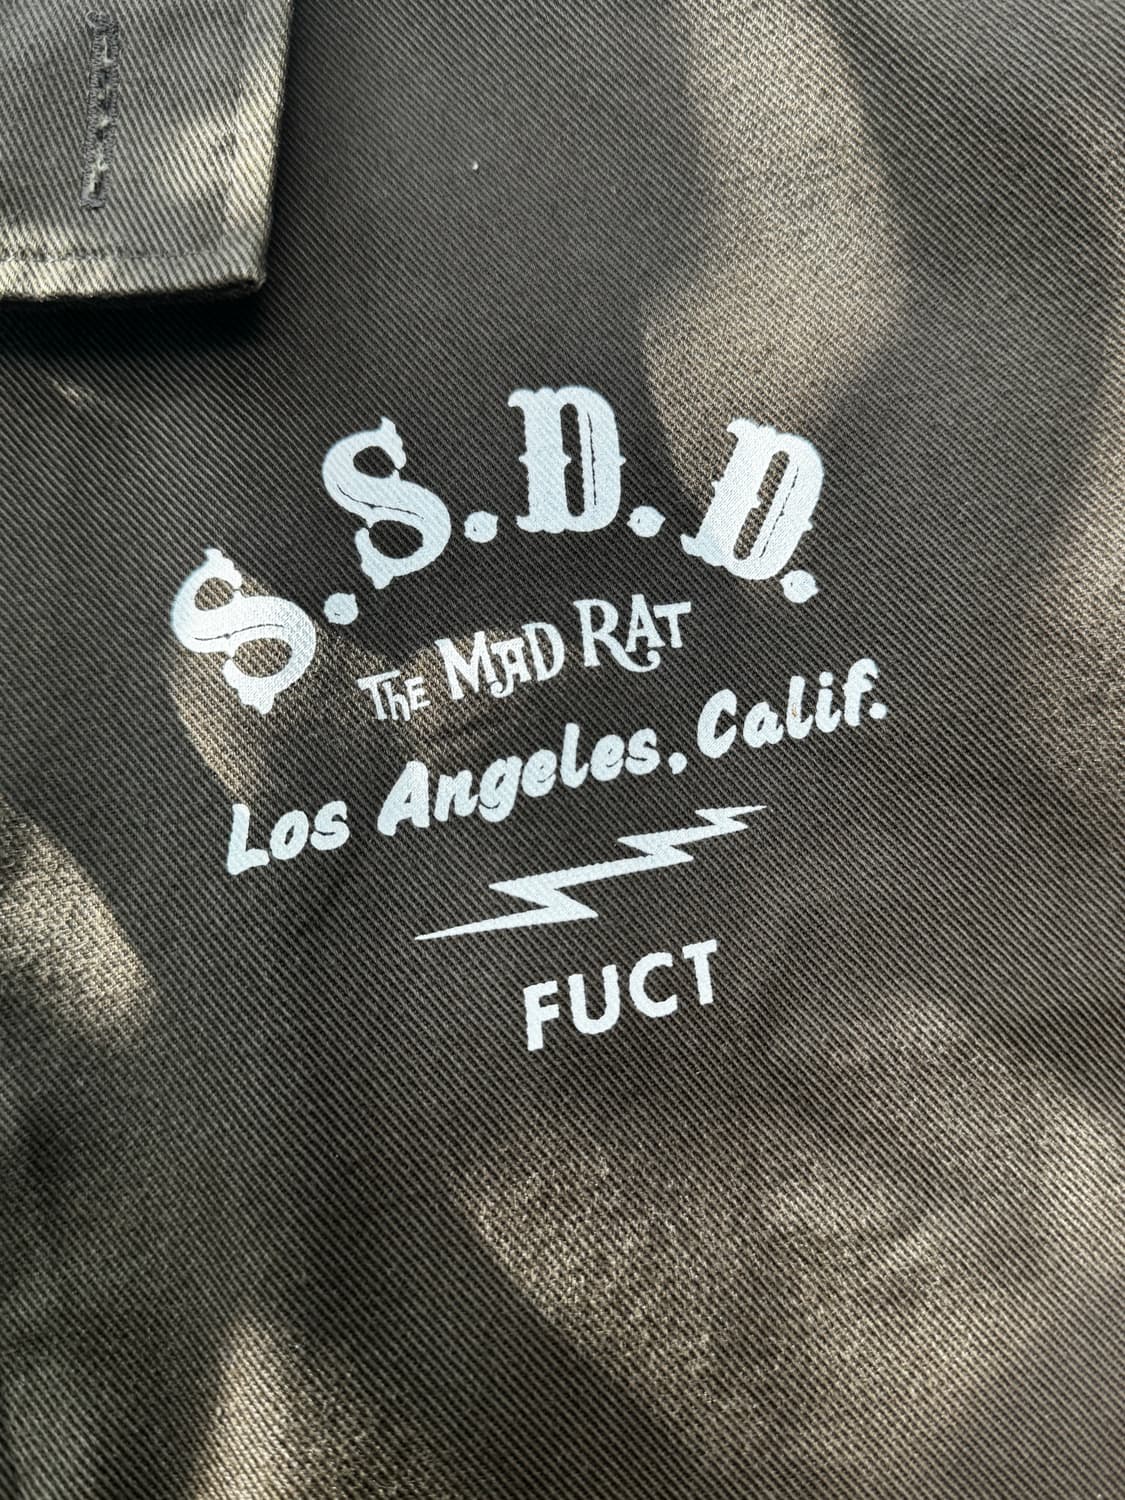 S.S.D.D.
THE MAD RAT
Los Angeles, Calif.
FUCT